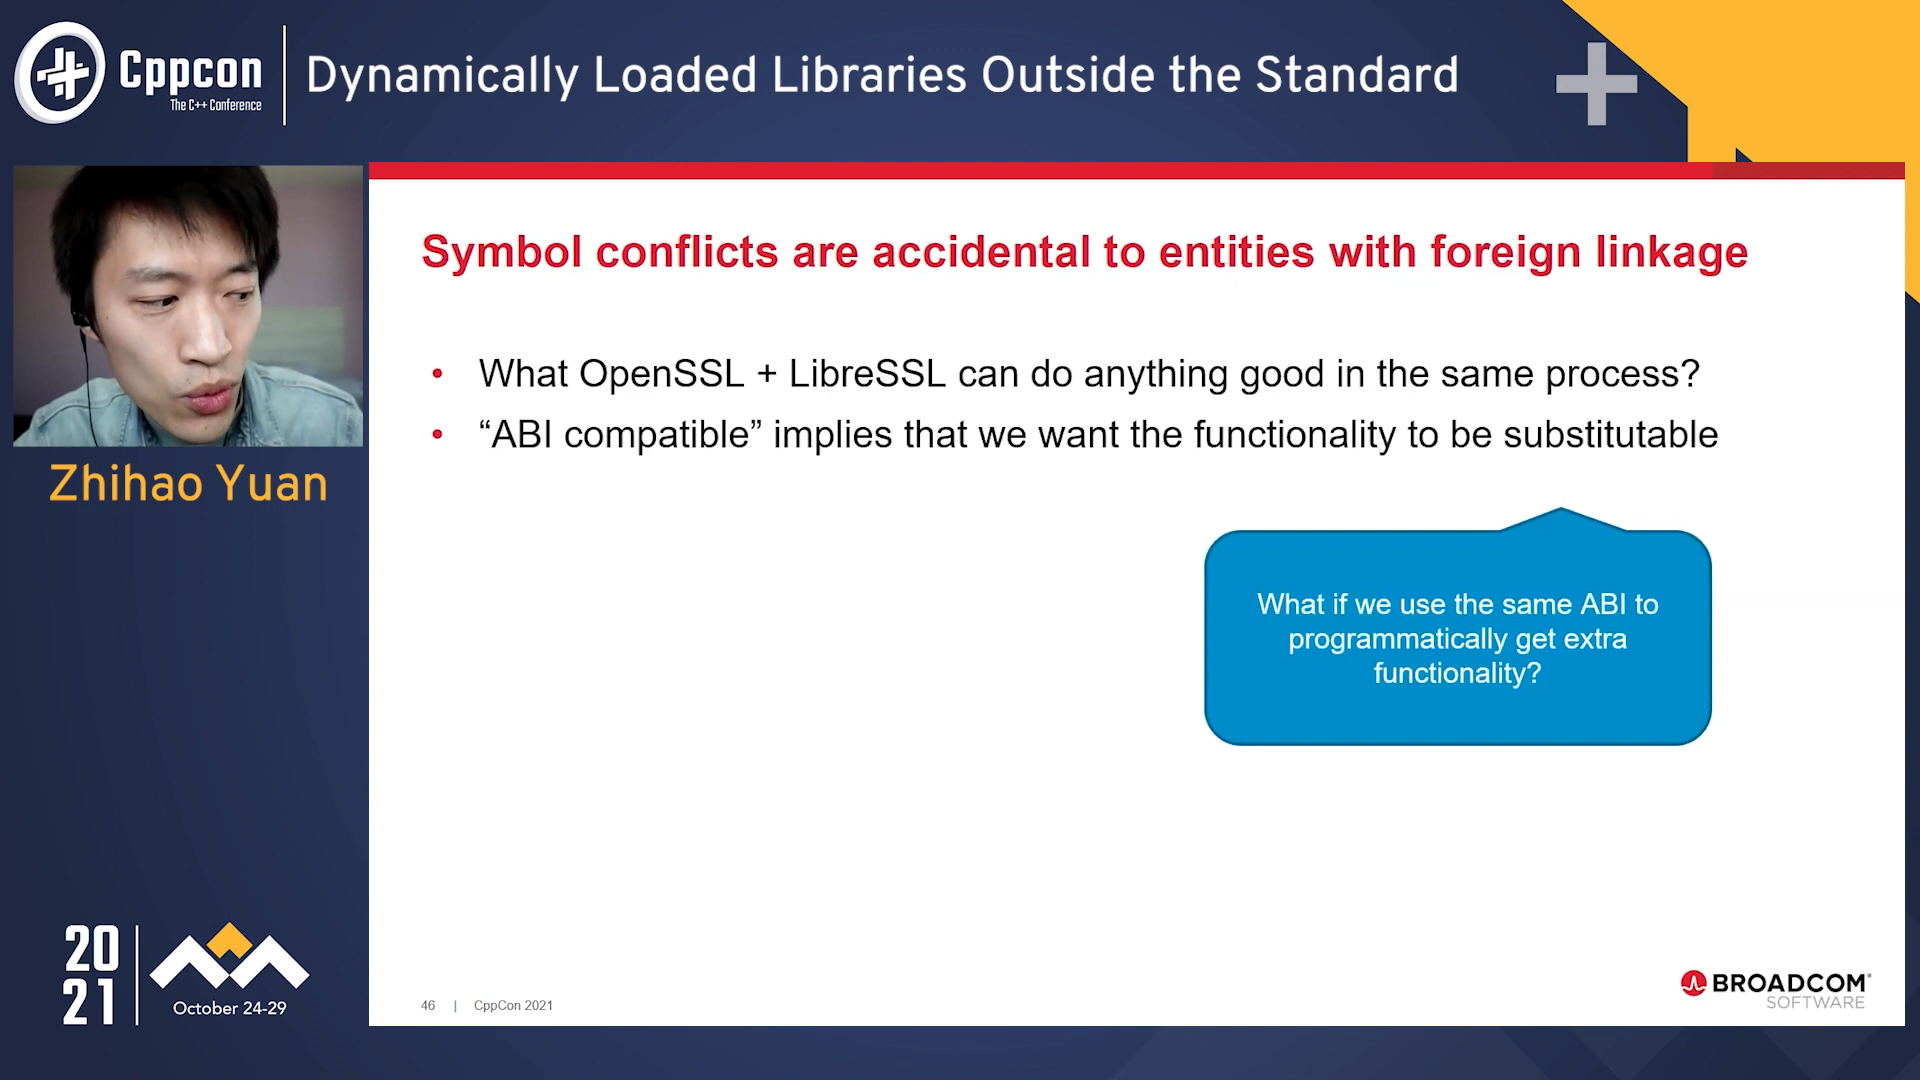 Cppcon
The C++ Conference
Dynamically Loaded Libraries Outside the Standard
Zhihao Yuan
Symbol conflicts are accidental to entities with foreign linkage
• What OpenSSL + LibreSSL can do anything good in the same process?
• “ABI compatible” implies that we want the functionality to be substitutable
What if we use the same ABI to
programmatically get extra
functionality?
20
21
October 24-29
46 | CppCon 2021
BROADCOM
SOFTWARE